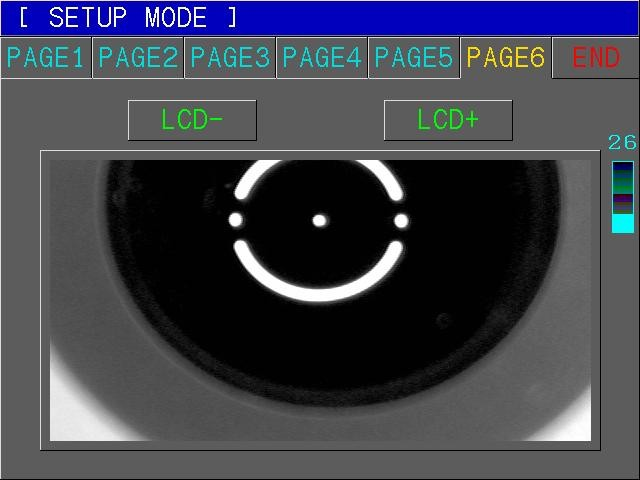 [ SETUP MODE ]
PAGE1 PAGE2 PAGE3 PAGE4 PAGE5 PAGE6 END
LCD- LCD+
26